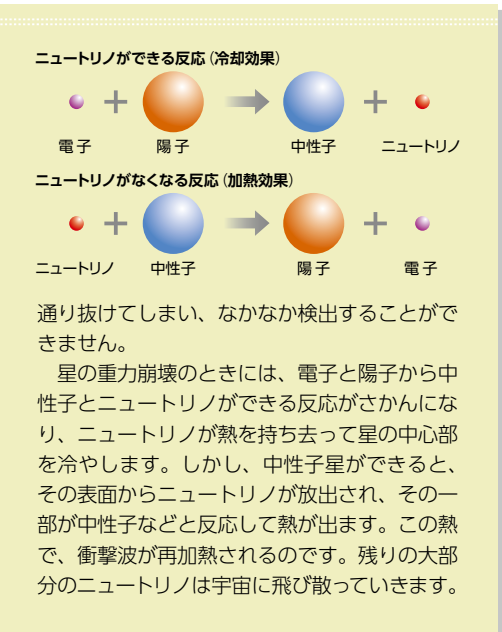 ニュートリノができる反応（冷却効果）
＋ ＋
電子 陽子 中性子 ニュートリノ
ニュートリノがなくなる反応（加熱効果）
＋ ＋
ニュートリノ 中性子 陽子 電子
通り抜けてしまい、なかなか検出することがで
きません。
　星の重力崩壊のときには、電子と陽子から中
性子とニュートリノができる反応がさかんにな
り、ニュートリノが熱を持ち去って星の中心部
を冷やします。しかし、中性子星ができると、
その表面からニュートリノが放出され、その一
部が中性子などと反応して熱が出ます。この熱
で、衝撃波が再加熱されるのです。残りの大部
分のニュートリノは宇宙に飛び散っていきます。